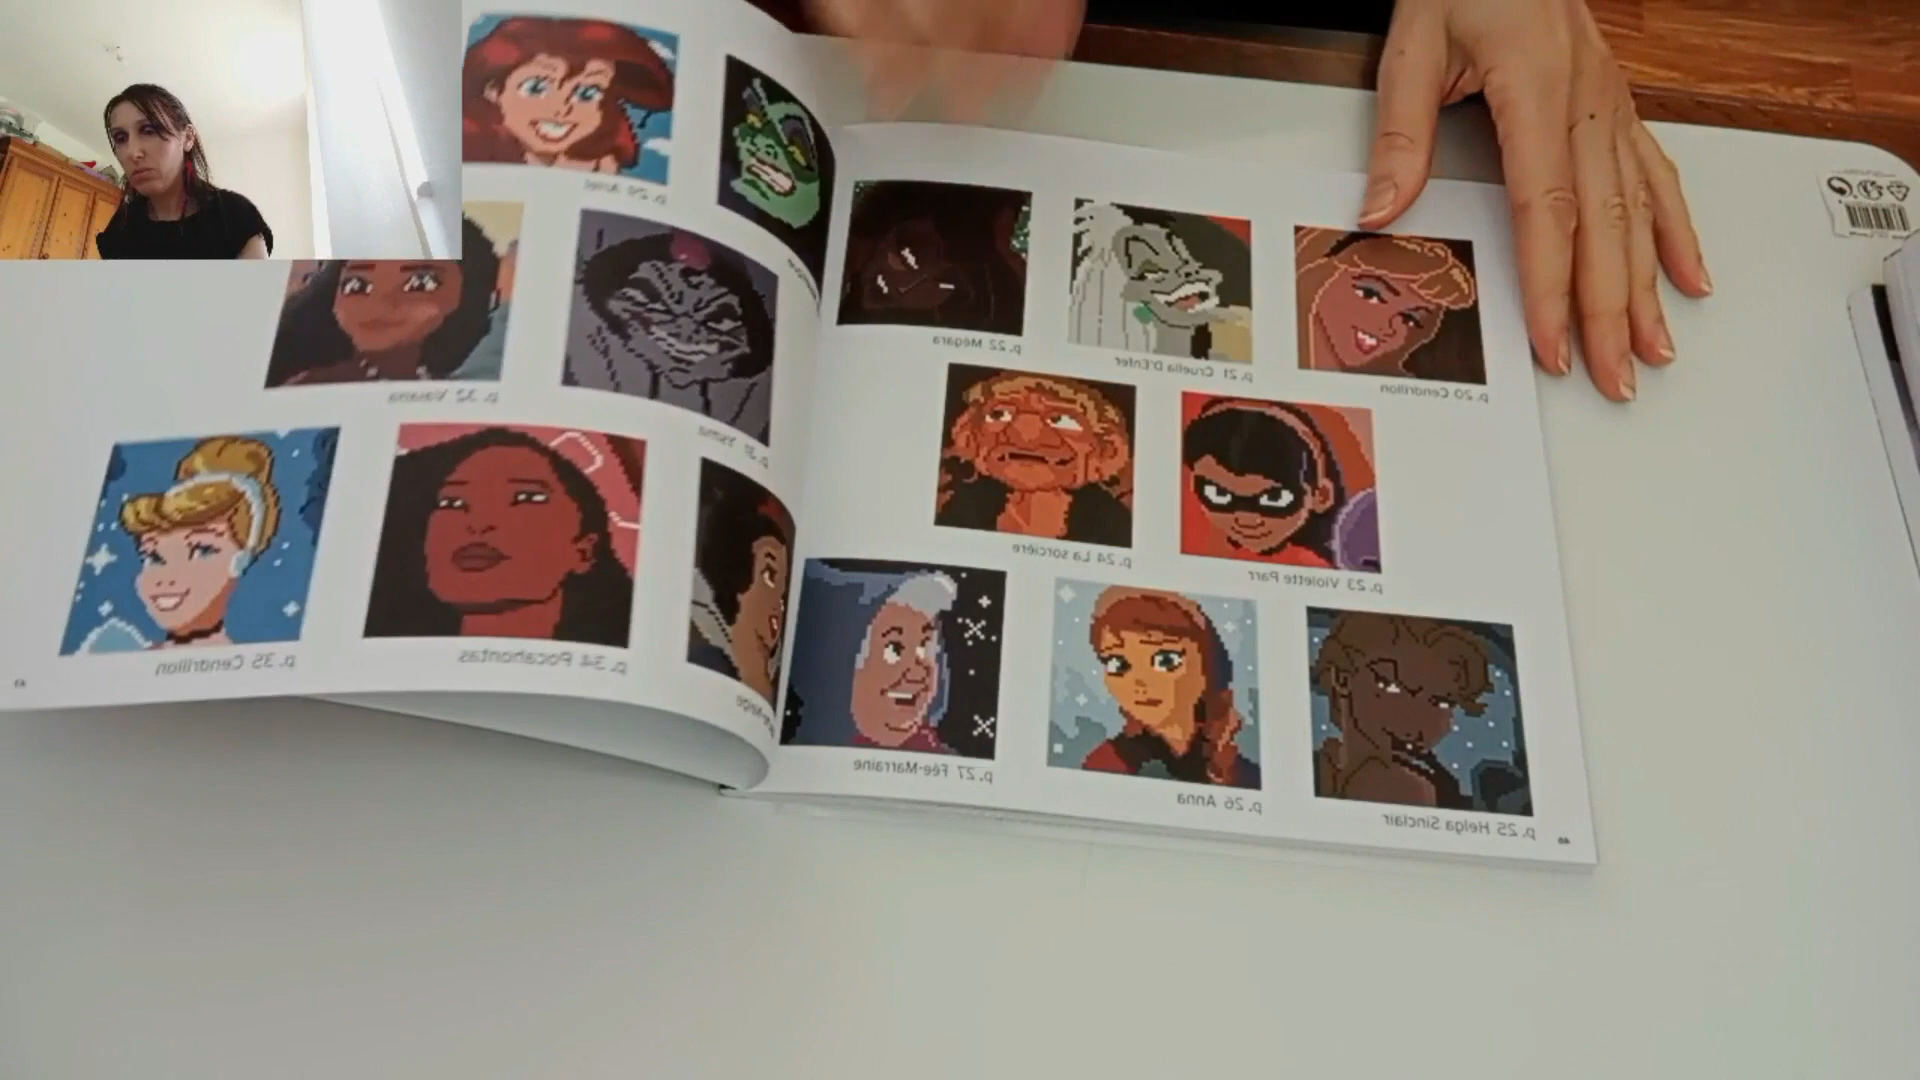 p. 20 Cendrillon
p. 21 Cruella D'Enfer
p. 22 Megara
p. 23 Violette Parr
p. 24 La sorcière
p. 25 Helga Sinclair
p. 26 Anna
p. 27 Fée-Marraine
46
p. 29 Ariel
p. 31 Yzma
p. 32 Vaiana
p. 34 Pocahontas
p. 35 Cendrillon